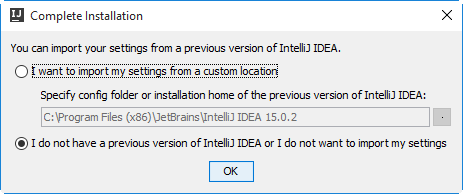 IJ Complete Installation
You can import your settings from a previous version of IntelliJ IDEA.
I want to import my settings from a custom location
Specify config folder or installation home of the previous version of IntelliJ IDEA:
C:\Program Files (x86)\JetBrains\IntelliJ IDEA 15.0.2
I do not have a previous version of IntelliJ IDEA or I do not want to import my settings
OK